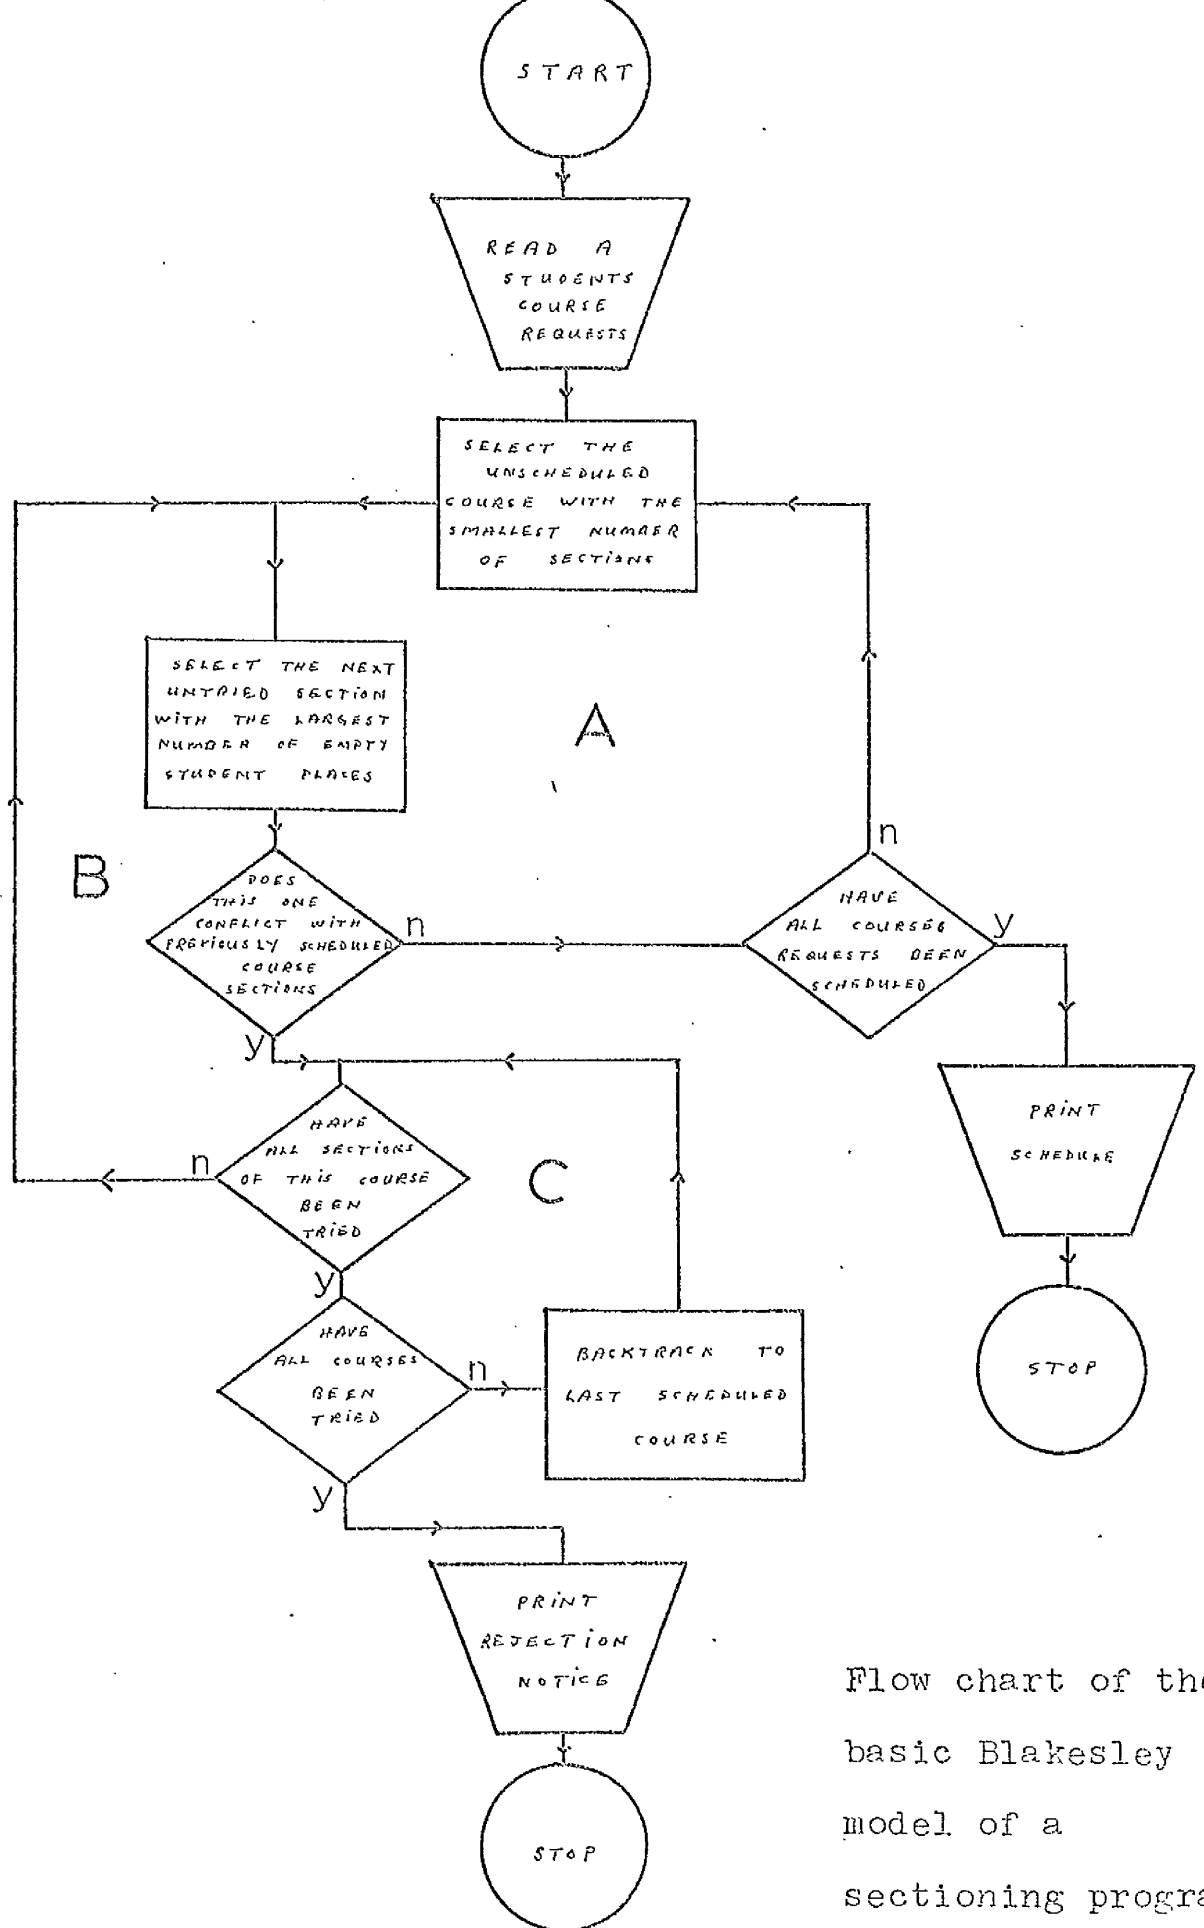 START
READ A
STUDENTS
COURSE
REQUESTS
SELECT THE
UNSCHEDULED
COURSE WITH THE
SMALLEST NUMBER
OF SECTIONS
SELECT THE NEXT
UNTRIED SECTION
WITH THE LARGEST
NUMBER OF EMPTY
STUDENT PLACES
A
B
DOES
THIS ONE
CONFLICT WITH
PREVIOUSLY SCHEDULED
COURSE
SECTIONS
n
y
n
HAVE
ALL COURSES
REQUESTS BEEN
SCHEDULED
y
PRINT
SCHEDULE
STOP
HAVE
ALL SECTIONS
OF THIS COURSE
BEEN
TRIED
n
y
C
HAVE
ALL COURSES
BEEN
TRIED
n
y
BACKTRACK TO
LAST SCHEDULED
COURSE
PRINT
REJECTION
NOTICE
STOP
Flow chart of the
basic Blakesley
model of a
sectioning progra